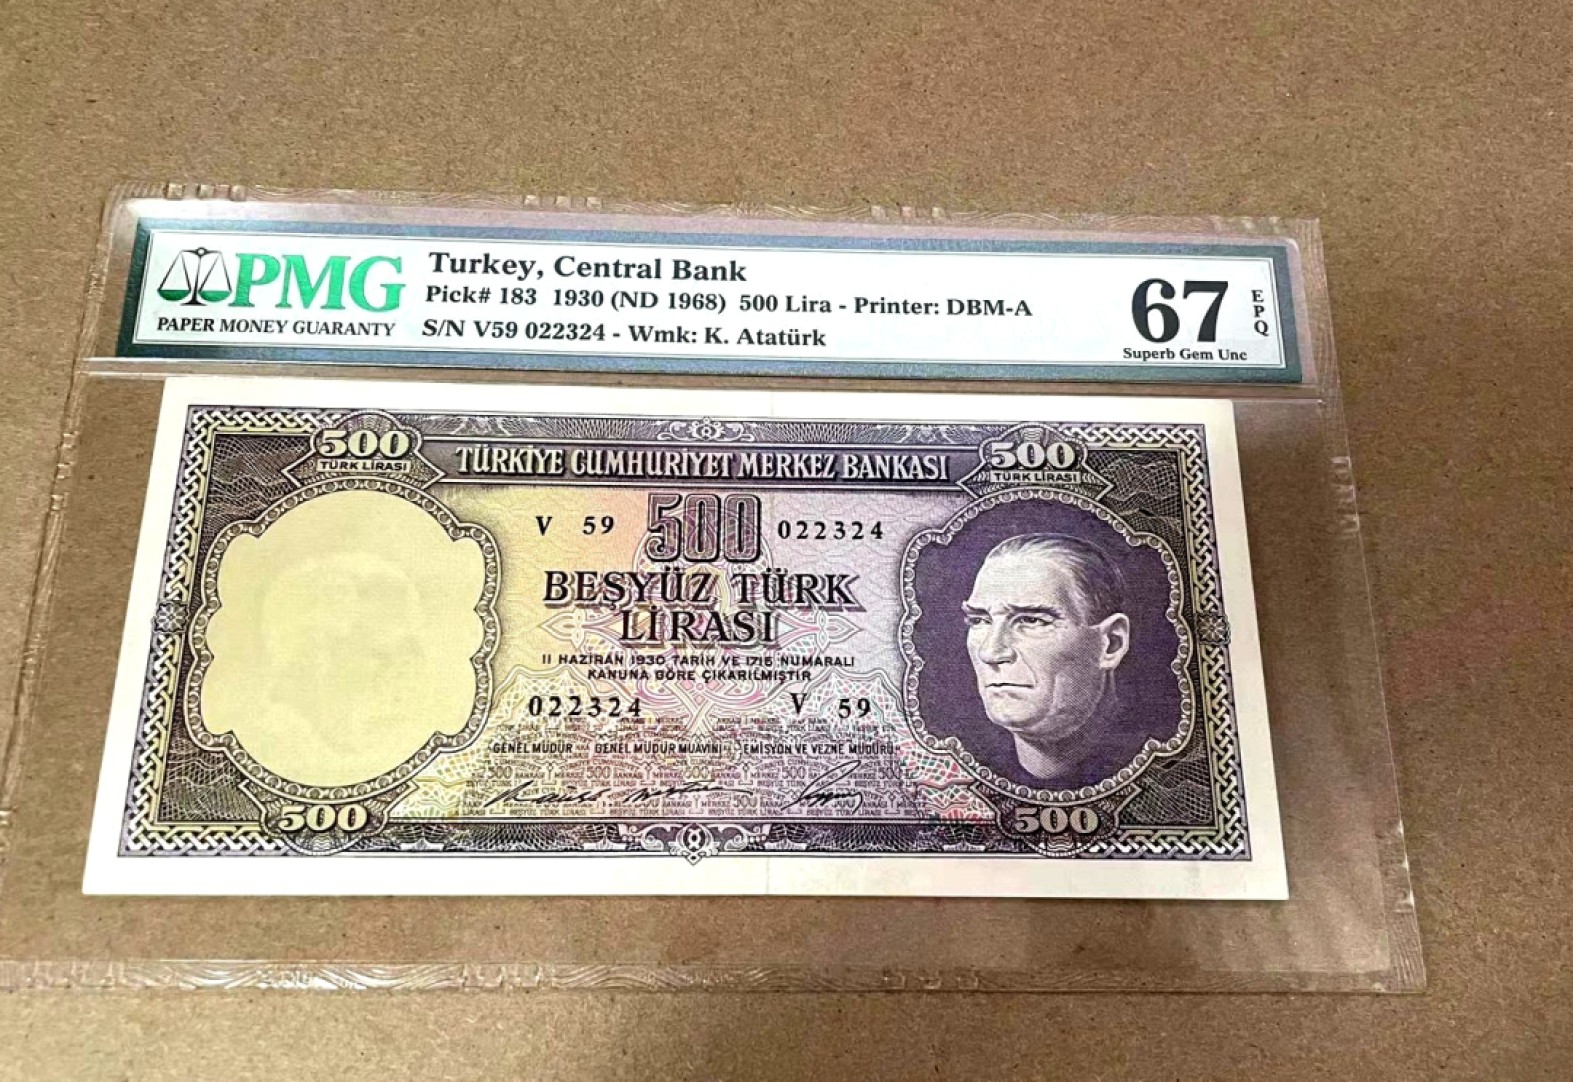 PMG
PAPER MONEY GUARANTY
Turkey, Central Bank
Pick# 183 1930 (ND 1968) 500 Lira - Printer: DBM-A
S/N V59 022324 - Wmk: K. Atatürk
67
EPQ
Superb Gem Unc
500
TÜRK LİRASI
TÜRKİYE CUMHURİYET MERKEZ BANKASI
500
TÜRK LİRASI
V 59 500 022324
BEŞYÜZ TÜRK
LİRASI
11 HAZİRAN 1930 TARİH VE 1715 NUMARALI
KANUNA GÖRE ÇIKARILMIŞTIR
022324 V 59
GENEL MÜDÜR GENEL MÜDÜR MUAVİNİ EMİSYON VE VEZNE MÜDÜRÜ
500
500